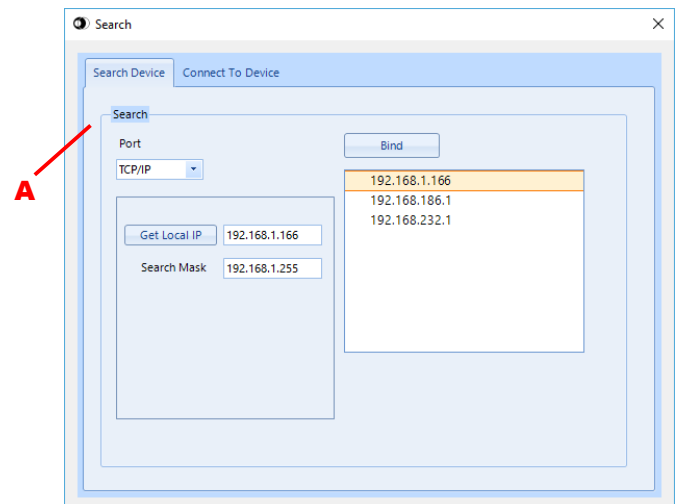 Search
Search Device Connect To Device
Search
Port
TCP/IP
Get Local IP 192.168.1.166
Search Mask 192.168.1.255
Bind
192.168.1.166
192.168.186.1
192.168.232.1
A